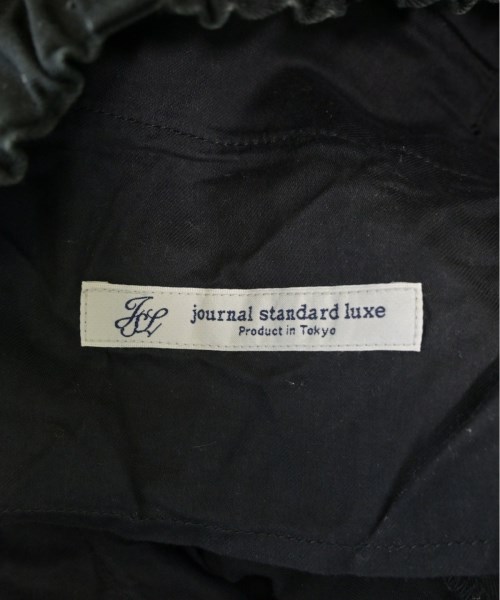 JSL journal standard luxe
Product in Tokyo